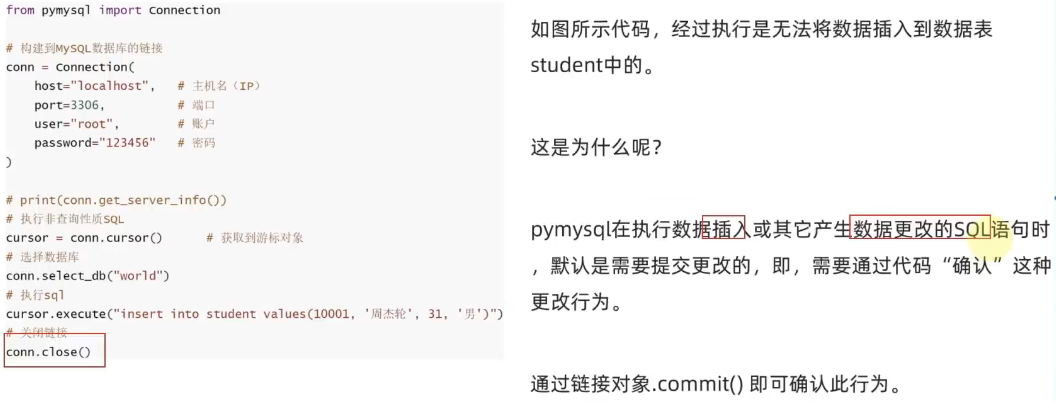 from pymysql import Connection
# 构建到MySQL数据库的链接
conn = Connection(
    host="localhost",   # 主机名（IP）
    port=3306,          # 端口
    user="root",        # 账户
    password="123456"   # 密码
)
# print(conn.get_server_info())
# 执行非查询性质SQL
cursor = conn.cursor()      # 获取到游标对象
# 选择数据库
conn.select_db("world")
# 执行sql
cursor.execute("insert into student values(10001, '周杰轮', 31, '男')")
# 关闭链接
conn.close()
如图所示代码，经过执行是无法将数据插入到数据表
student中的。
这是为什么呢？
pymysql在执行数据插入或其它产生数据更改的SQL语句时
，默认是需要提交更改的，即，需要通过代码“确认”这种
更改行为。
通过链接对象.commit() 即可确认此行为。